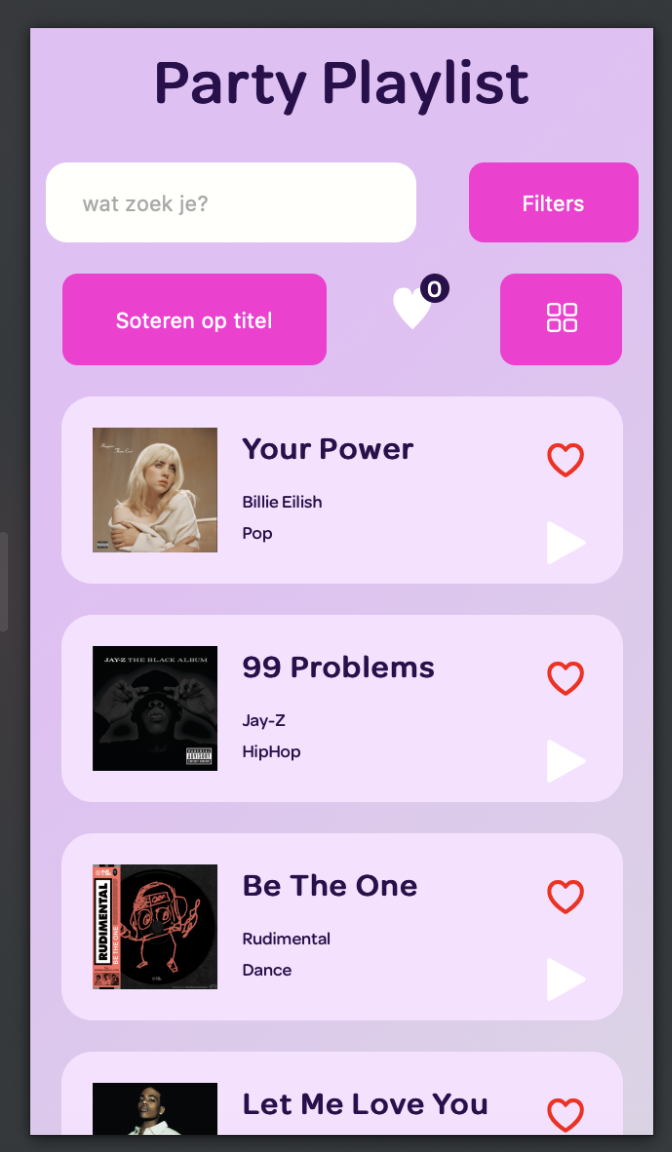 Party Playlist
wat zoek je?
Filters
Soteren op titel
0
Your Power
Billie Eilish
Pop
JAY-Z THE BLACK ALBUM
99 Problems
Jay-Z
HipHop
RUDIMENTAL
BE THE ONE
Be The One
Rudimental
Dance
Let Me Love You